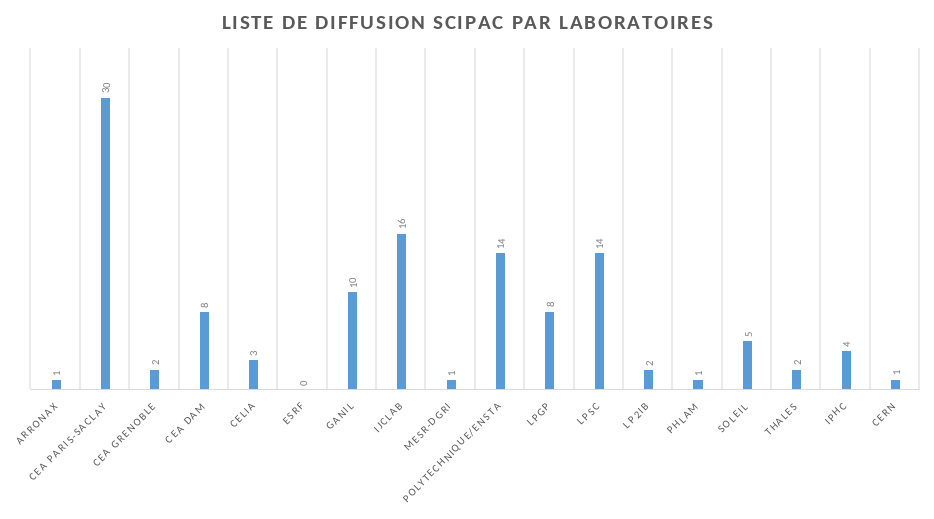 LISTE DE DIFFUSION SCIPAC PAR LABORATOIRES
1
30
2
8
3
0
10
16
1
14
8
14
2
1
5
2
4
1
ARRONAX
CEA PARIS-SACLAY
CEA GRENOBLE
CEA DAM
CELIA
ESRF
GANIL
IJCLAB
MESR-DGRI
POLYTECHNIQUE/ENSTA
LPGP
LPSC
LP2IB
PHLAM
SOLEIL
THALES
IPHC
CERN